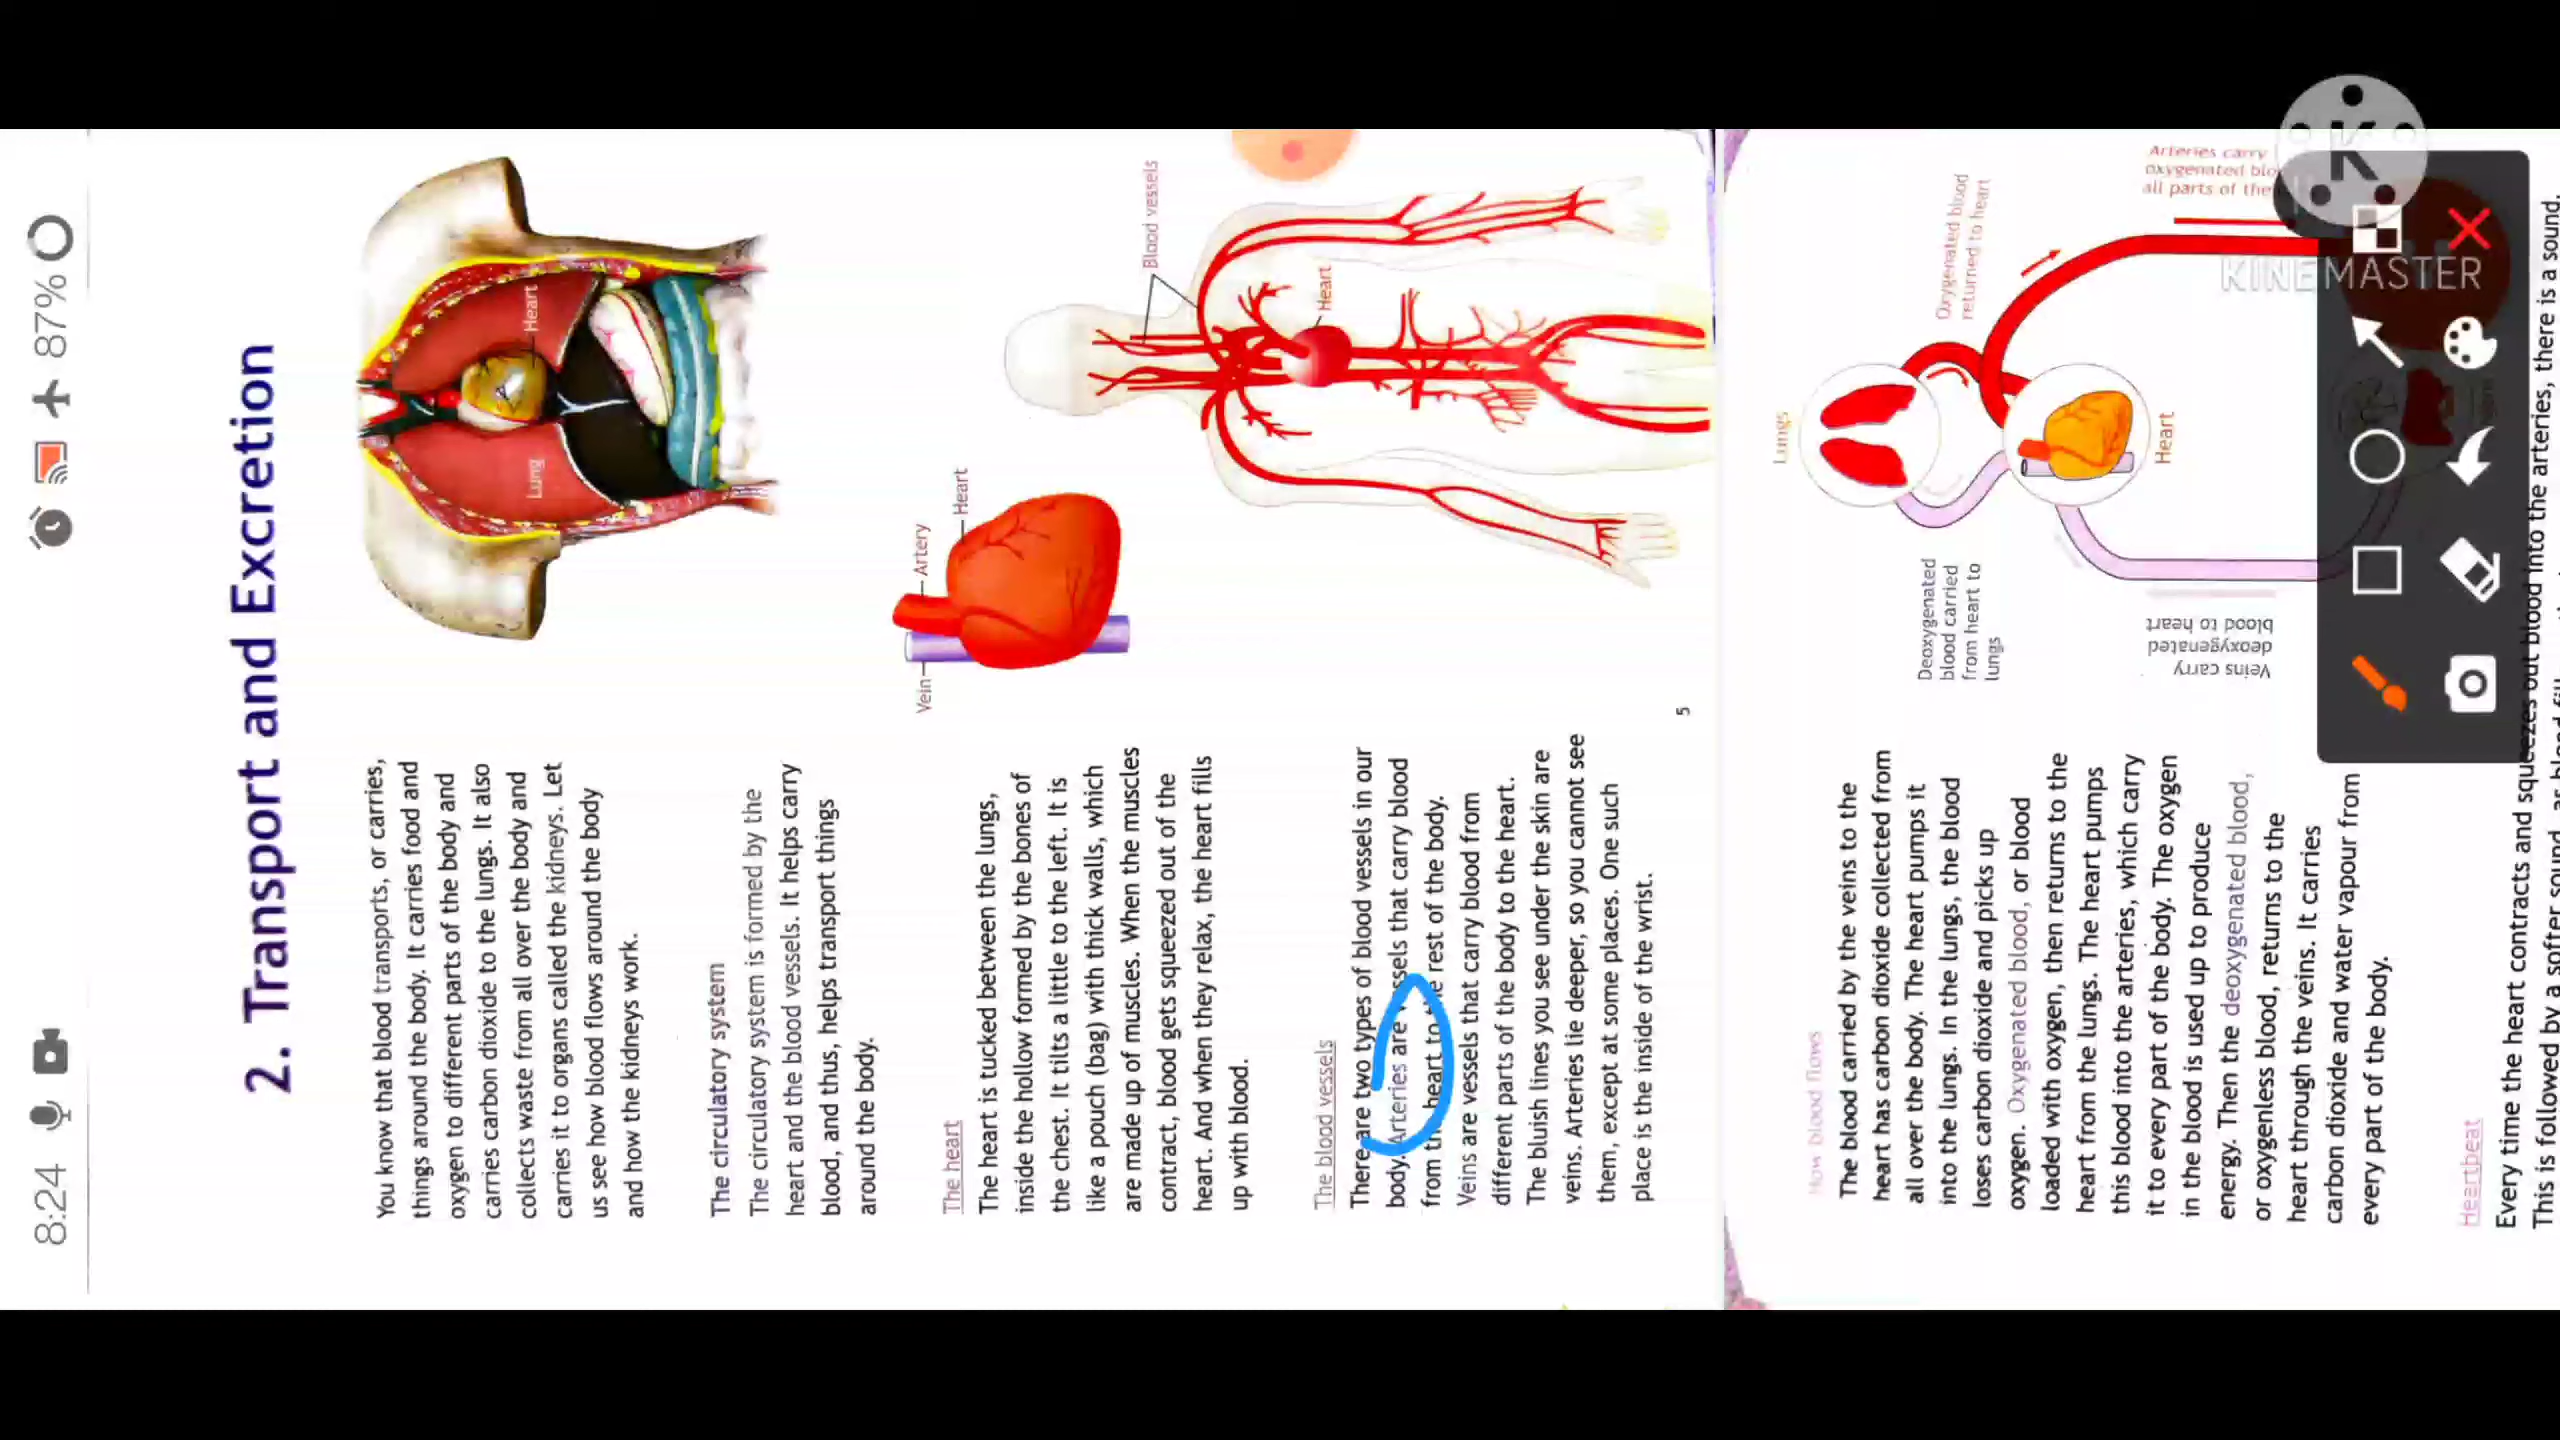 8:24
87%
2. Transport and Excretion
You know that blood transports, or carries,
things around the body. It carries food and
oxygen to different parts of the body and
carries carbon dioxide to the lungs. It also
collects waste from all over the body and
carries it to organs called the kidneys. Let
us see how blood flows around the body
and how the kidneys work.
Lung
Heart
The circulatory system
The circulatory system is formed by the
heart and the blood vessels. It helps carry
blood, and thus, helps transport things
around the body.
The heart
The heart is tucked between the lungs,
inside the hollow formed by the bones of
the chest. It tilts a little to the left. It is
like a pouch (bag) with thick walls, which
are made up of muscles. When the muscles
contract, blood gets squeezed out of the
heart. And when they relax, the heart fills
up with blood.
Vein
Artery
Heart
The blood vessels
There are two types of blood vessels in our
body. Arteries are vessels that carry blood
from the heart to the rest of the body.
Veins are vessels that carry blood from
different parts of the body to the heart.
The bluish lines you see under the skin are
veins. Arteries lie deeper, so you cannot see
them, except at some places. One such
place is the inside of the wrist.
Blood vessels
Heart
5
How blood flows
The blood carried by the veins to the
heart has carbon dioxide collected from
all over the body. The heart pumps it
into the lungs. In the lungs, the blood
loses carbon dioxide and picks up
oxygen. Oxygenated blood, or blood
loaded with oxygen, then returns to the
heart from the lungs. The heart pumps
this blood into the arteries, which carry
it to every part of the body. The oxygen
in the blood is used up to produce
energy. Then the deoxygenated blood,
or oxygenless blood, returns to the
heart through the veins. It carries
carbon dioxide and water vapour from
every part of the body.
Lungs
Oxygenated blood
returned to heart
Arteries carry
oxygenated
all parts of the
Deoxygenated
blood carried
from heart to
lungs
Heart
Veins carry
deoxygenated
blood to heart
Heartbeat
Every time the heart contracts and squeezes out blood into the arteries, there is a sound.
This is followed by a softer sound, as blood
KINEMASTER